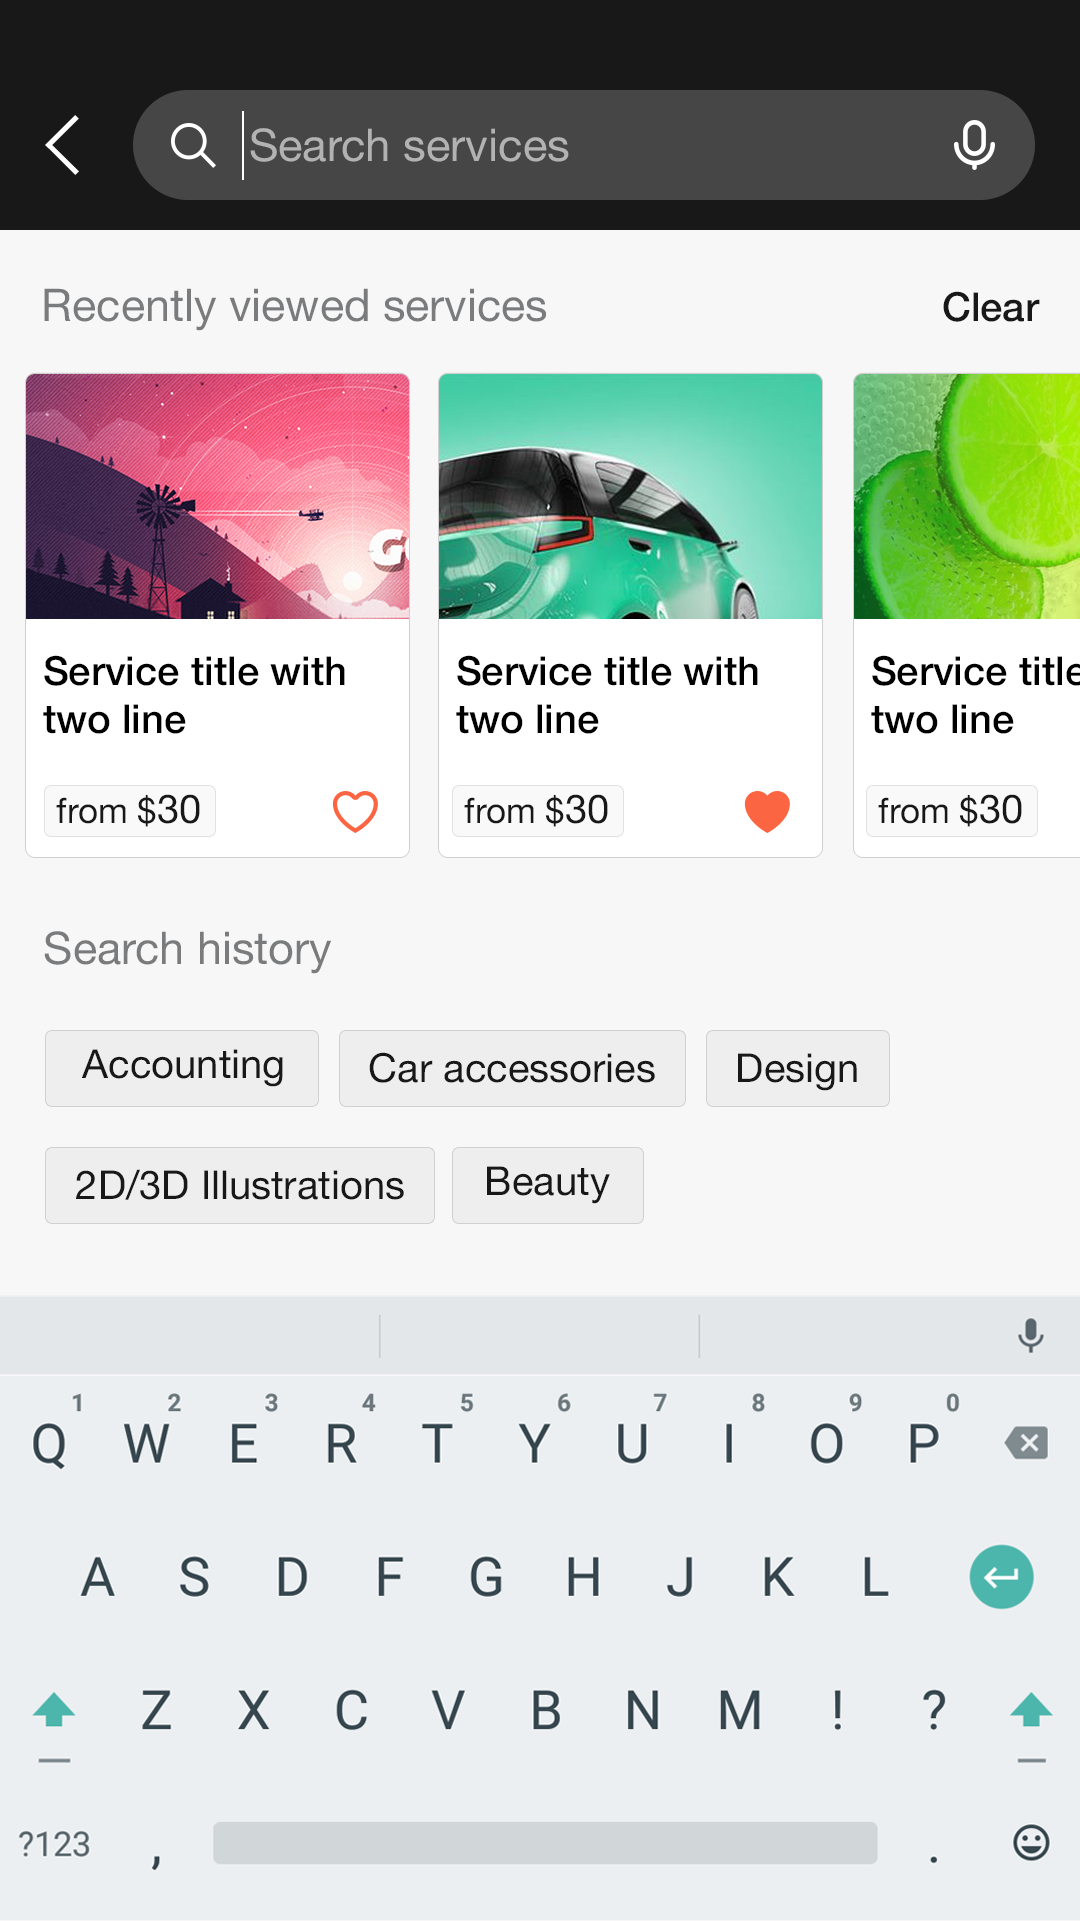 Search services
Recently viewed services
Clear
Service title with
two line
from $30
Service title with
two line
from $30
Service title
two line
from $30
Search history
Accounting
Car accessories
Design
2D/3D Illustrations
Beauty
1 2 3 4 5 6 7 8 9 0
Q W E R T Y U I O P
A S D F G H J K L
Z X C V B N M ! ?
?123 , .